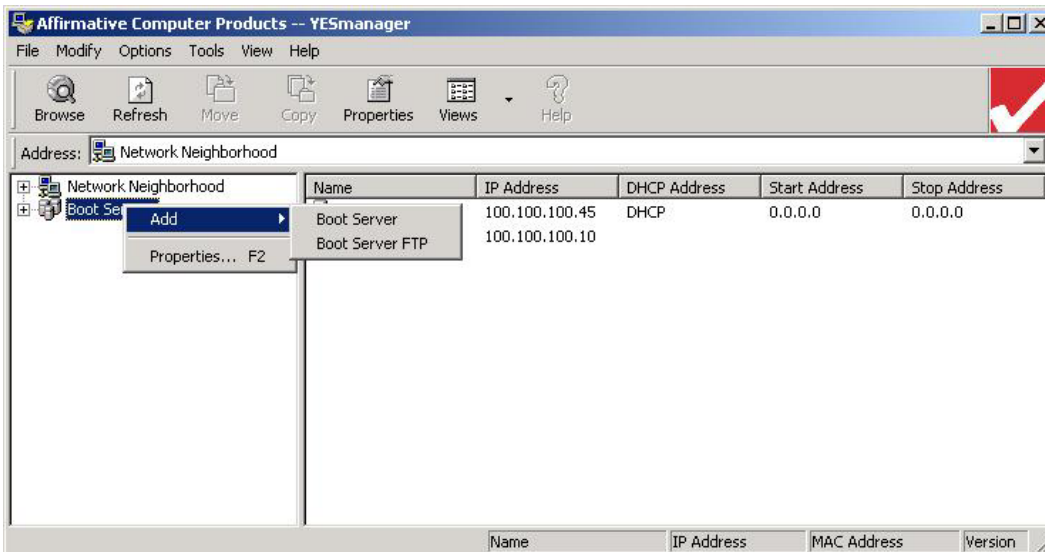 Affirmative Computer Products -- YESmanager
File Modify Options Tools View Help
Browse Refresh Move Copy Properties Views Help
Address: Network Neighborhood
Network Neighborhood
Name IP Address DHCP Address Start Address Stop Address
Boot
Add
Boot Server
100.100.100.45 DHCP 0.0.0.0 0.0.0.0
Boot Server FTP
100.100.100.10
Properties... F2
Name IP Address MAC Address Version